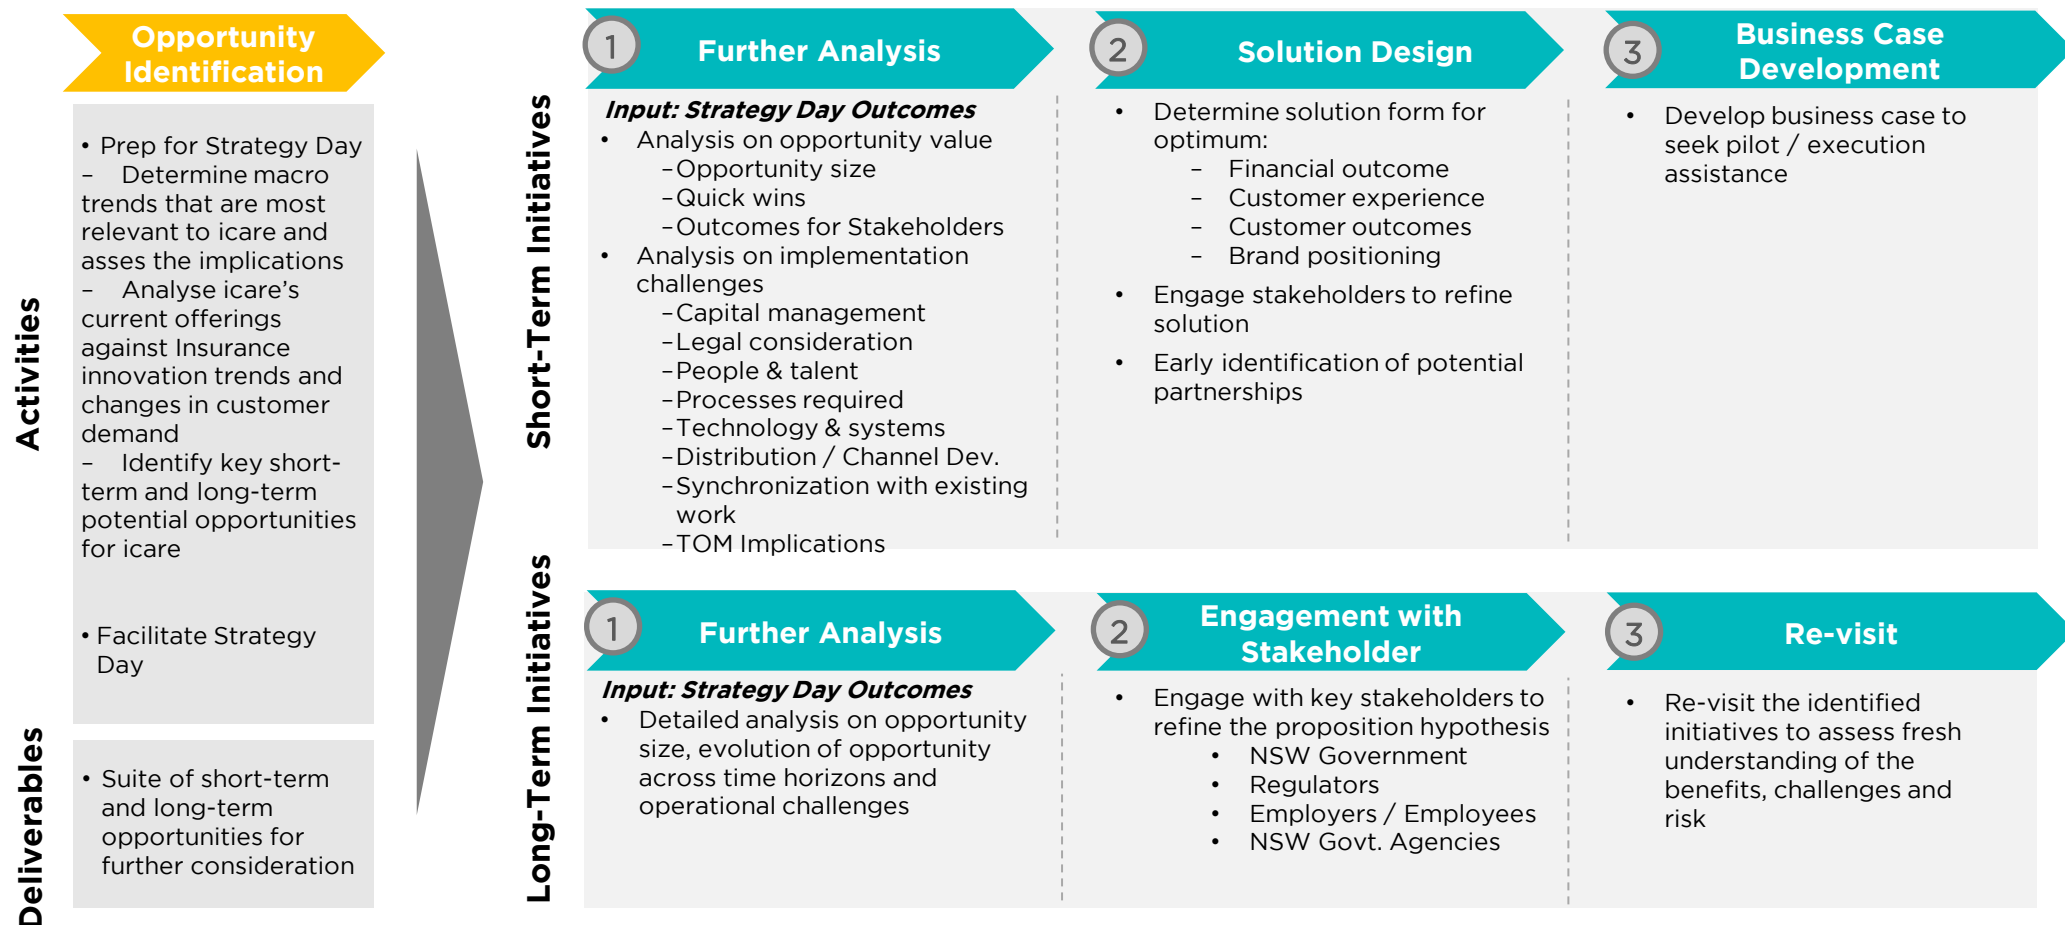 Opportunity
Identification
Activities
• Prep for Strategy Day
– Determine macro
trends that are most
relevant to icare and
asses the implications
– Analyse icare's
current offerings
against Insurance
innovation trends and
changes in customer
demand
– Identify key short-
term and long-term
potential opportunities
for icare
• Facilitate Strategy
Day
Deliverables
• Suite of short-term
and long-term
opportunities for
further consideration
Short-Term Initiatives
1
Further Analysis
Input: Strategy Day Outcomes
• Analysis on opportunity value
–Opportunity size
–Quick wins
–Outcomes for Stakeholders
• Analysis on implementation
challenges
–Capital management
–Legal consideration
–People & talent
–Processes required
–Technology & systems
–Distribution / Channel Dev.
–Synchronization with existing
work
–TOM Implications
2
Solution Design
• Determine solution form for
optimum:
– Financial outcome
– Customer experience
– Customer outcomes
– Brand positioning
• Engage stakeholders to refine
solution
• Early identification of potential
partnerships
3
Business Case
Development
• Develop business case to
seek pilot / execution
assistance
Long-Term Initiatives
1
Further Analysis
Input: Strategy Day Outcomes
• Detailed analysis on opportunity
size, evolution of opportunity
across time horizons and
operational challenges
2
Engagement with
Stakeholder
• Engage with key stakeholders to
refine the proposition hypothesis
• NSW Government
• Regulators
• Employers / Employees
• NSW Govt. Agencies
3
Re-visit
• Re-visit the identified
initiatives to assess fresh
understanding of the
benefits, challenges and
risk